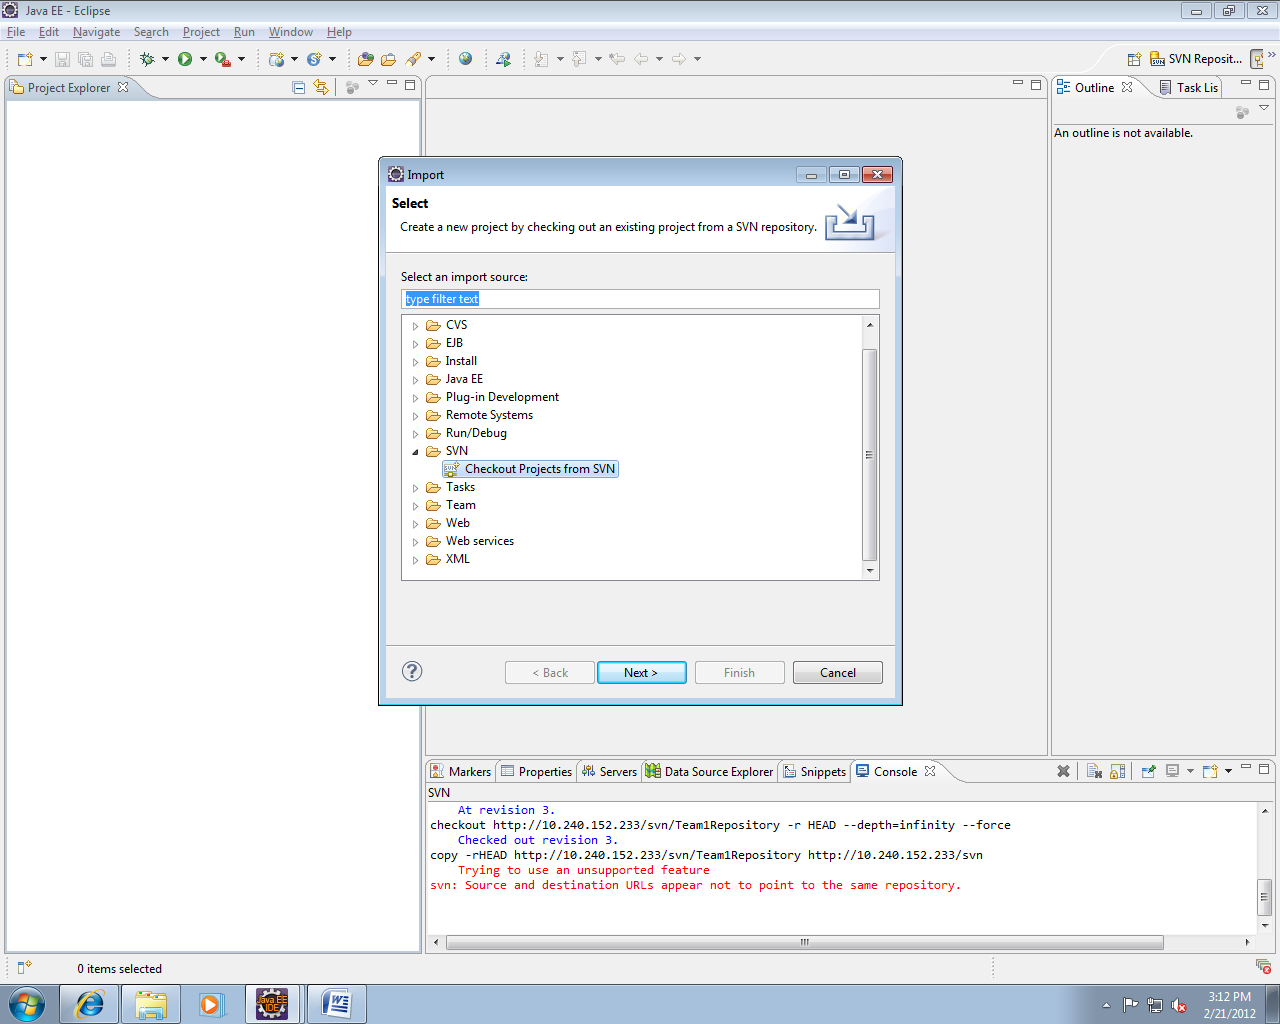 Java EE - Eclipse
File Edit Navigate Search Project Run Window Help
SVN Reposit...
Project Explorer
Outline
Task Lis
An outline is not available.
Import
Select
Create a new project by checking out an existing project from a SVN repository.
Select an import source:
type filter text
CVS
EJB
Install
Java EE
Plug-in Development
Remote Systems
Run/Debug
SVN
Checkout Projects from SVN
Tasks
Team
Web
Web services
XML
< Back
Next >
Finish
Cancel
Markers Properties Servers Data Source Explorer Snippets Console
SVN
At revision 3.
checkout http://10.240.152.233/svn/Team1Repository -r HEAD --depth=infinity --force
Checked out revision 3.
copy -rHEAD http://10.240.152.233/svn/Team1Repository http://10.240.152.233/svn
Trying to use an unsupported feature
svn: Source and destination URLs appear not to point to the same repository.
0 items selected
Java EE
IDE
3:12 PM
2/21/2012